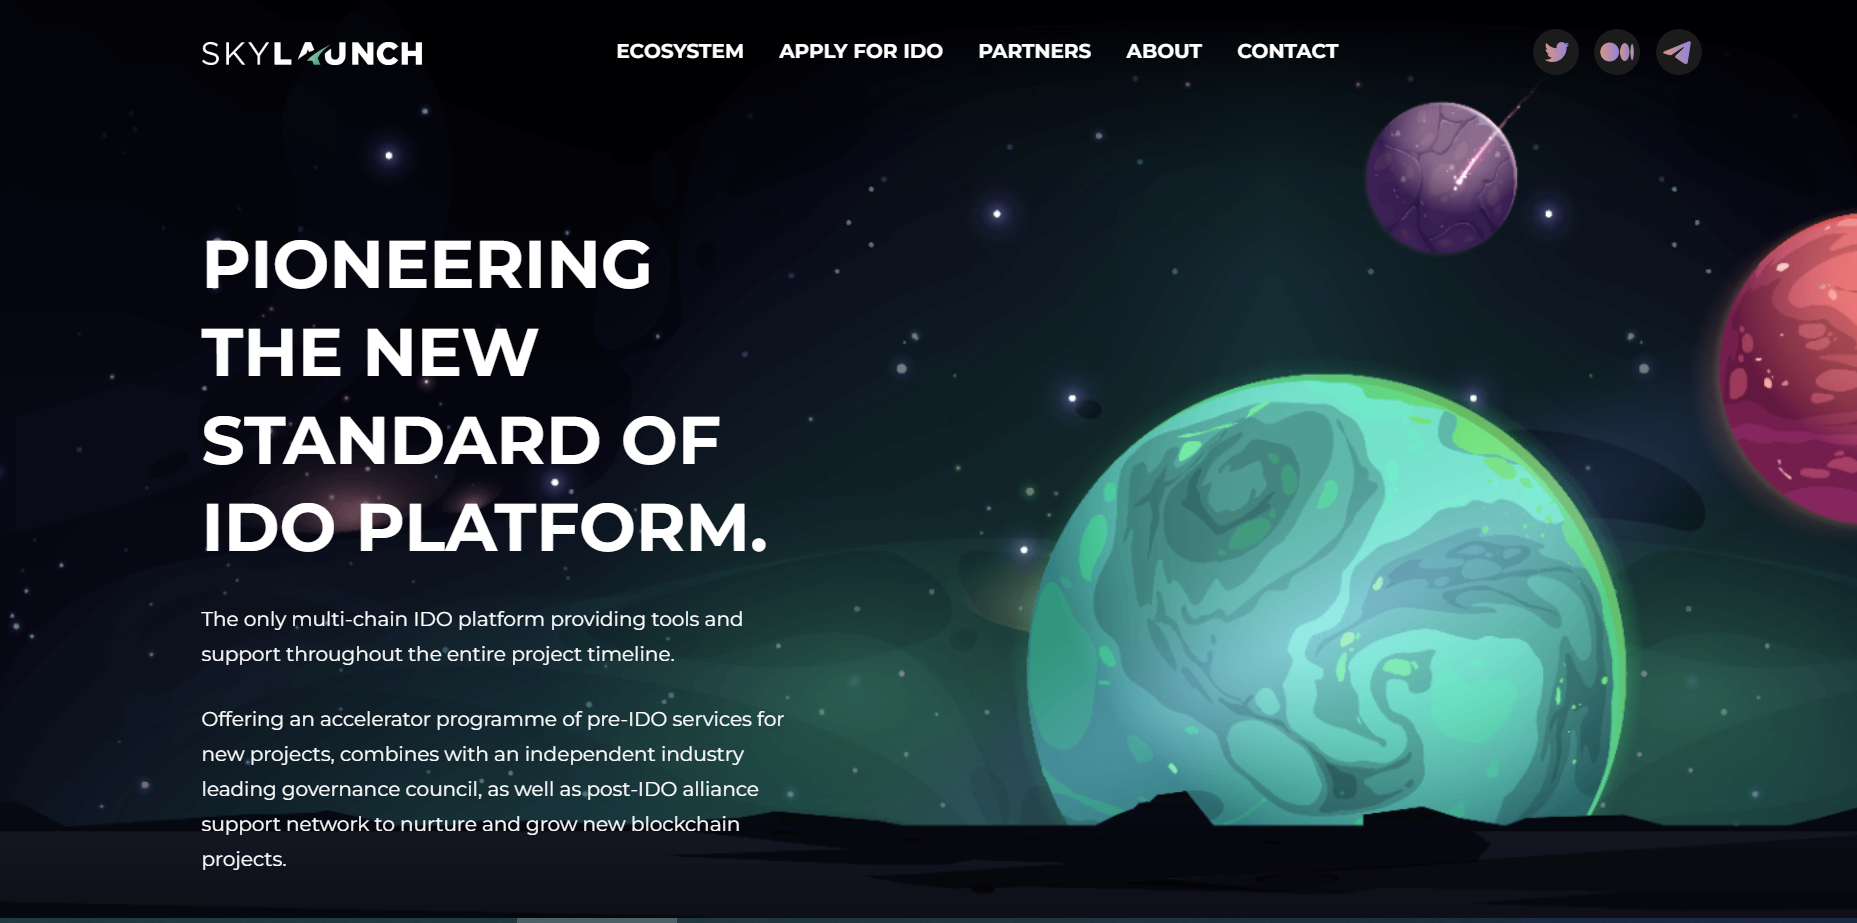 SKYLAUNCH
ECOSYSTEM APPLY FOR IDO PARTNERS ABOUT CONTACT
PIONEERING
THE NEW
STANDARD OF
IDO PLATFORM.
The only multi-chain IDO platform providing tools and
support throughout the entire project timeline.
Offering an accelerator programme of pre-IDO services for
new projects, combines with an independent industry
leading governance council, as well as post-IDO alliance
support network to nurture and grow new blockchain
projects.